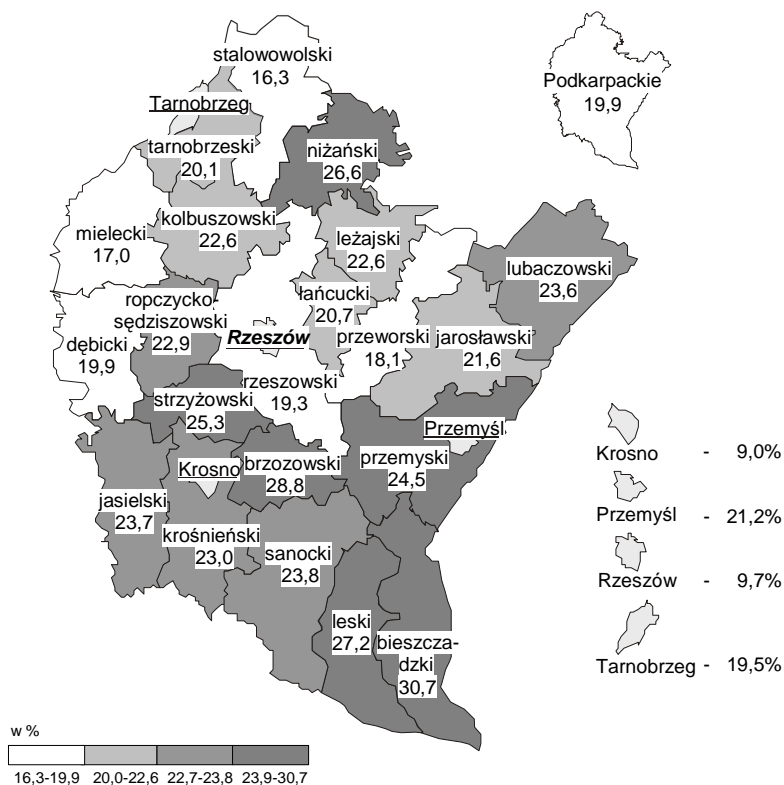 stalowowolski
16,3
Podkarpackie
19,9
Tarnobrzeg
tarnobrzeski
20,1
niżański
26,6
kolbuszowski
22,6
mielecki
17,0
leżajski
22,6
lubaczowski
23,6
ropczycko-
sędziszowski
22,9
łańcucki
20,7
dębicki
19,9
Rzeszów
przeworski
18,1
jarosławski
21,6
rzeszowski
19,3
strzyżowski
25,3
Przemyśl
Krosno
brzozowski
28,8
przemyski
24,5
jasielski
23,7
krośnieński
23,0
sanocki
23,8
leski
27,2
bieszcza-
dzki
30,7
Krosno - 9,0%
Przemyśl - 21,2%
Rzeszów - 9,7%
Tarnobrzeg - 19,5%
w %
16,3-19,9 20,0-22,6 22,7-23,8 23,9-30,7